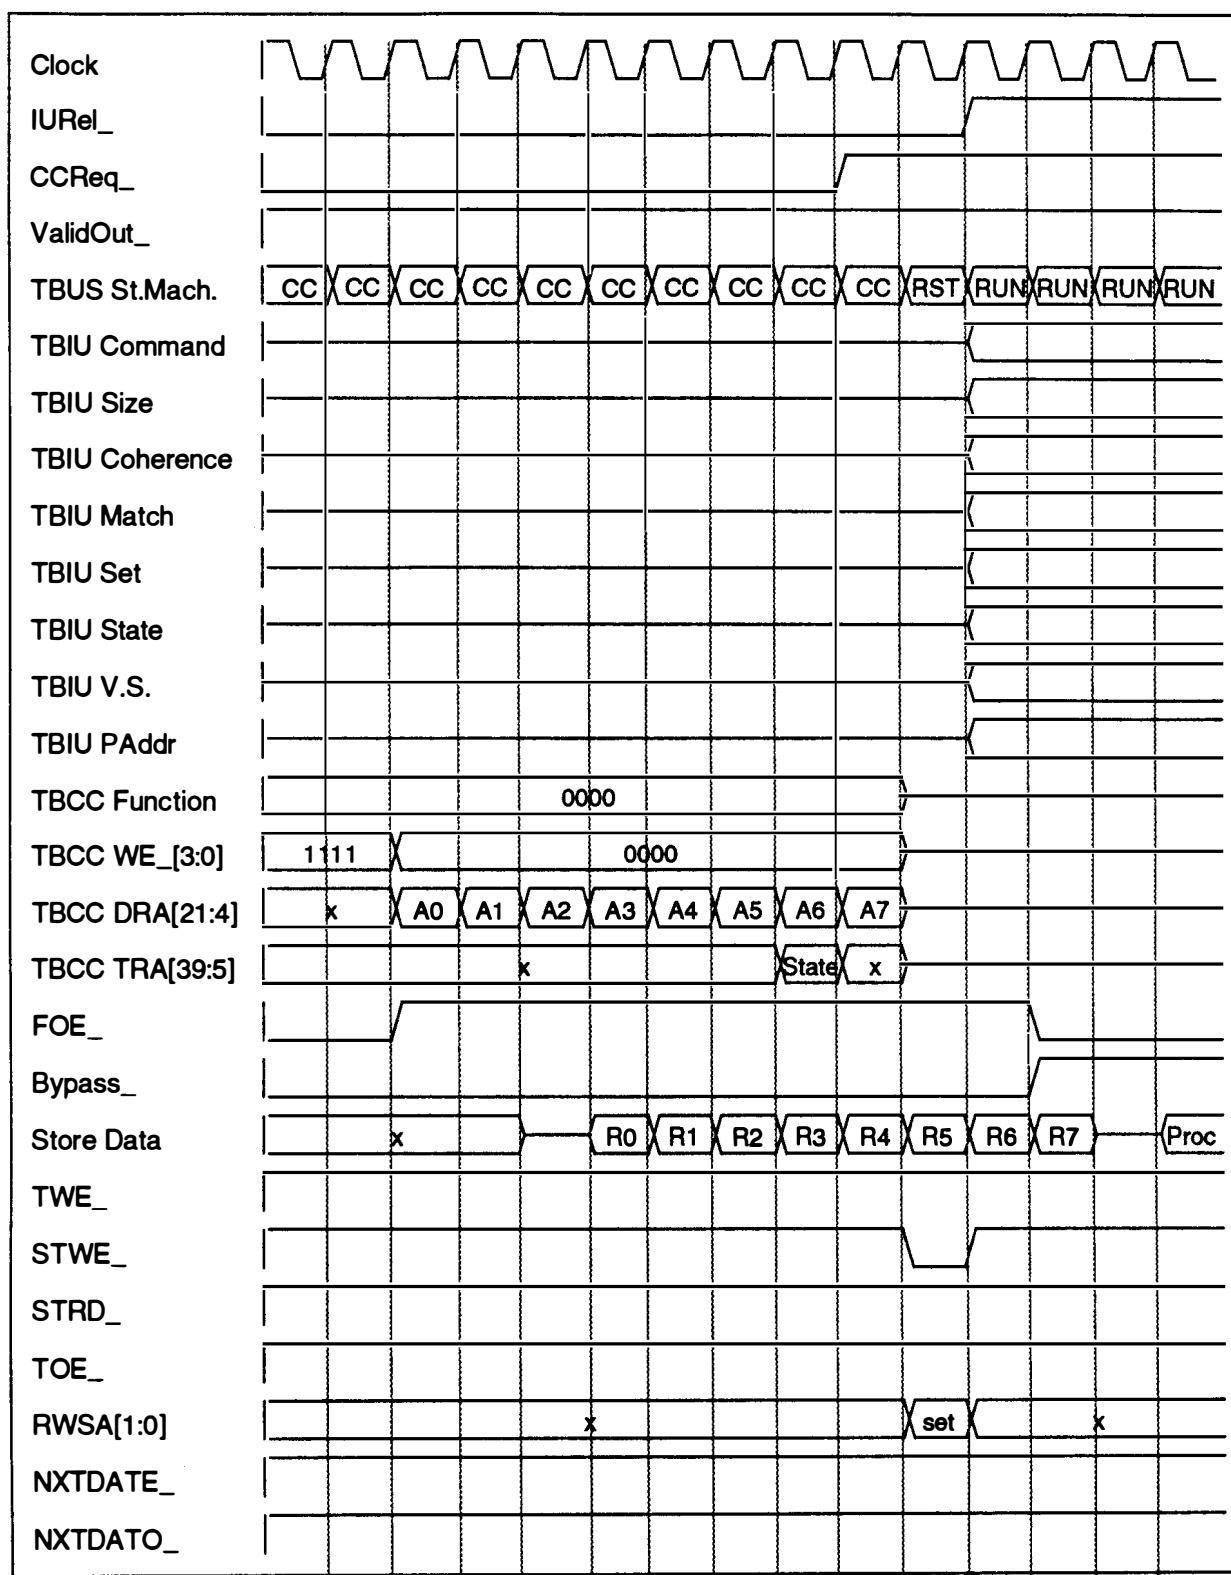 Clock
IURel_
CCReq_
ValidOut_
TBUS St.Mach. CC CC CC CC CC CC CC CC CC CC RST RUN RUN RUN RUN
TBIU Command
TBIU Size
TBIU Coherence
TBIU Match
TBIU Set
TBIU State
TBIU V.S.
TBIU PAddr
TBCC Function 0000
TBCC WE_[3:0] 1111 0000
TBCC DRA[21:4] x A0 A1 A2 A3 A4 A5 A6 A7
TBCC TRA[39:5] x State x
FOE_
Bypass_
Store Data x R0 R1 R2 R3 R4 R5 R6 R7 Proc
TWE_
STWE_
STRD_
TOE_
RWSA[1:0] x set x
NXTDATE_
NXTDATO_